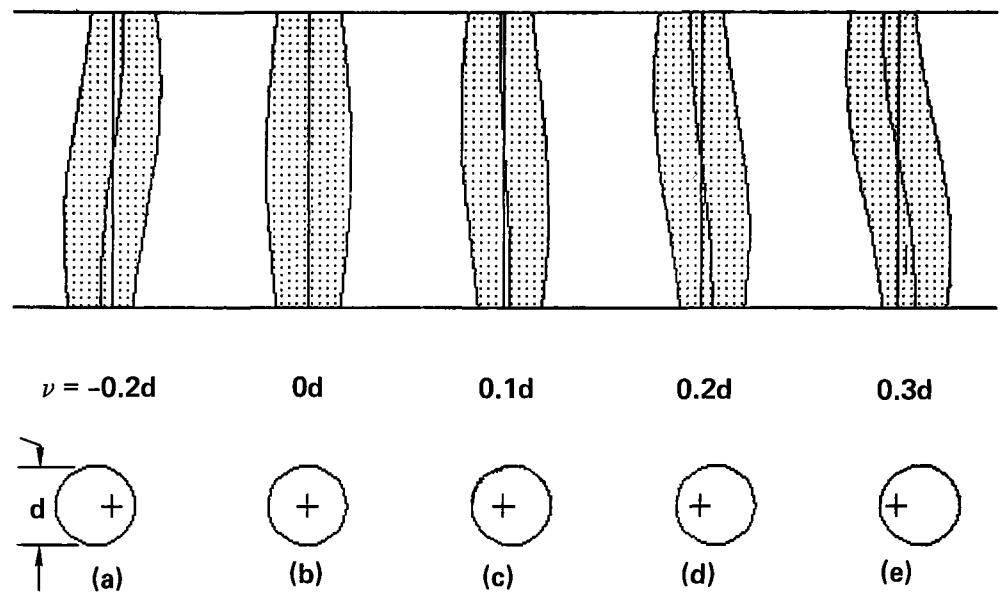 ν = –0.2d 0d 0.1d 0.2d 0.3d
d
(a) (b) (c) (d) (e)